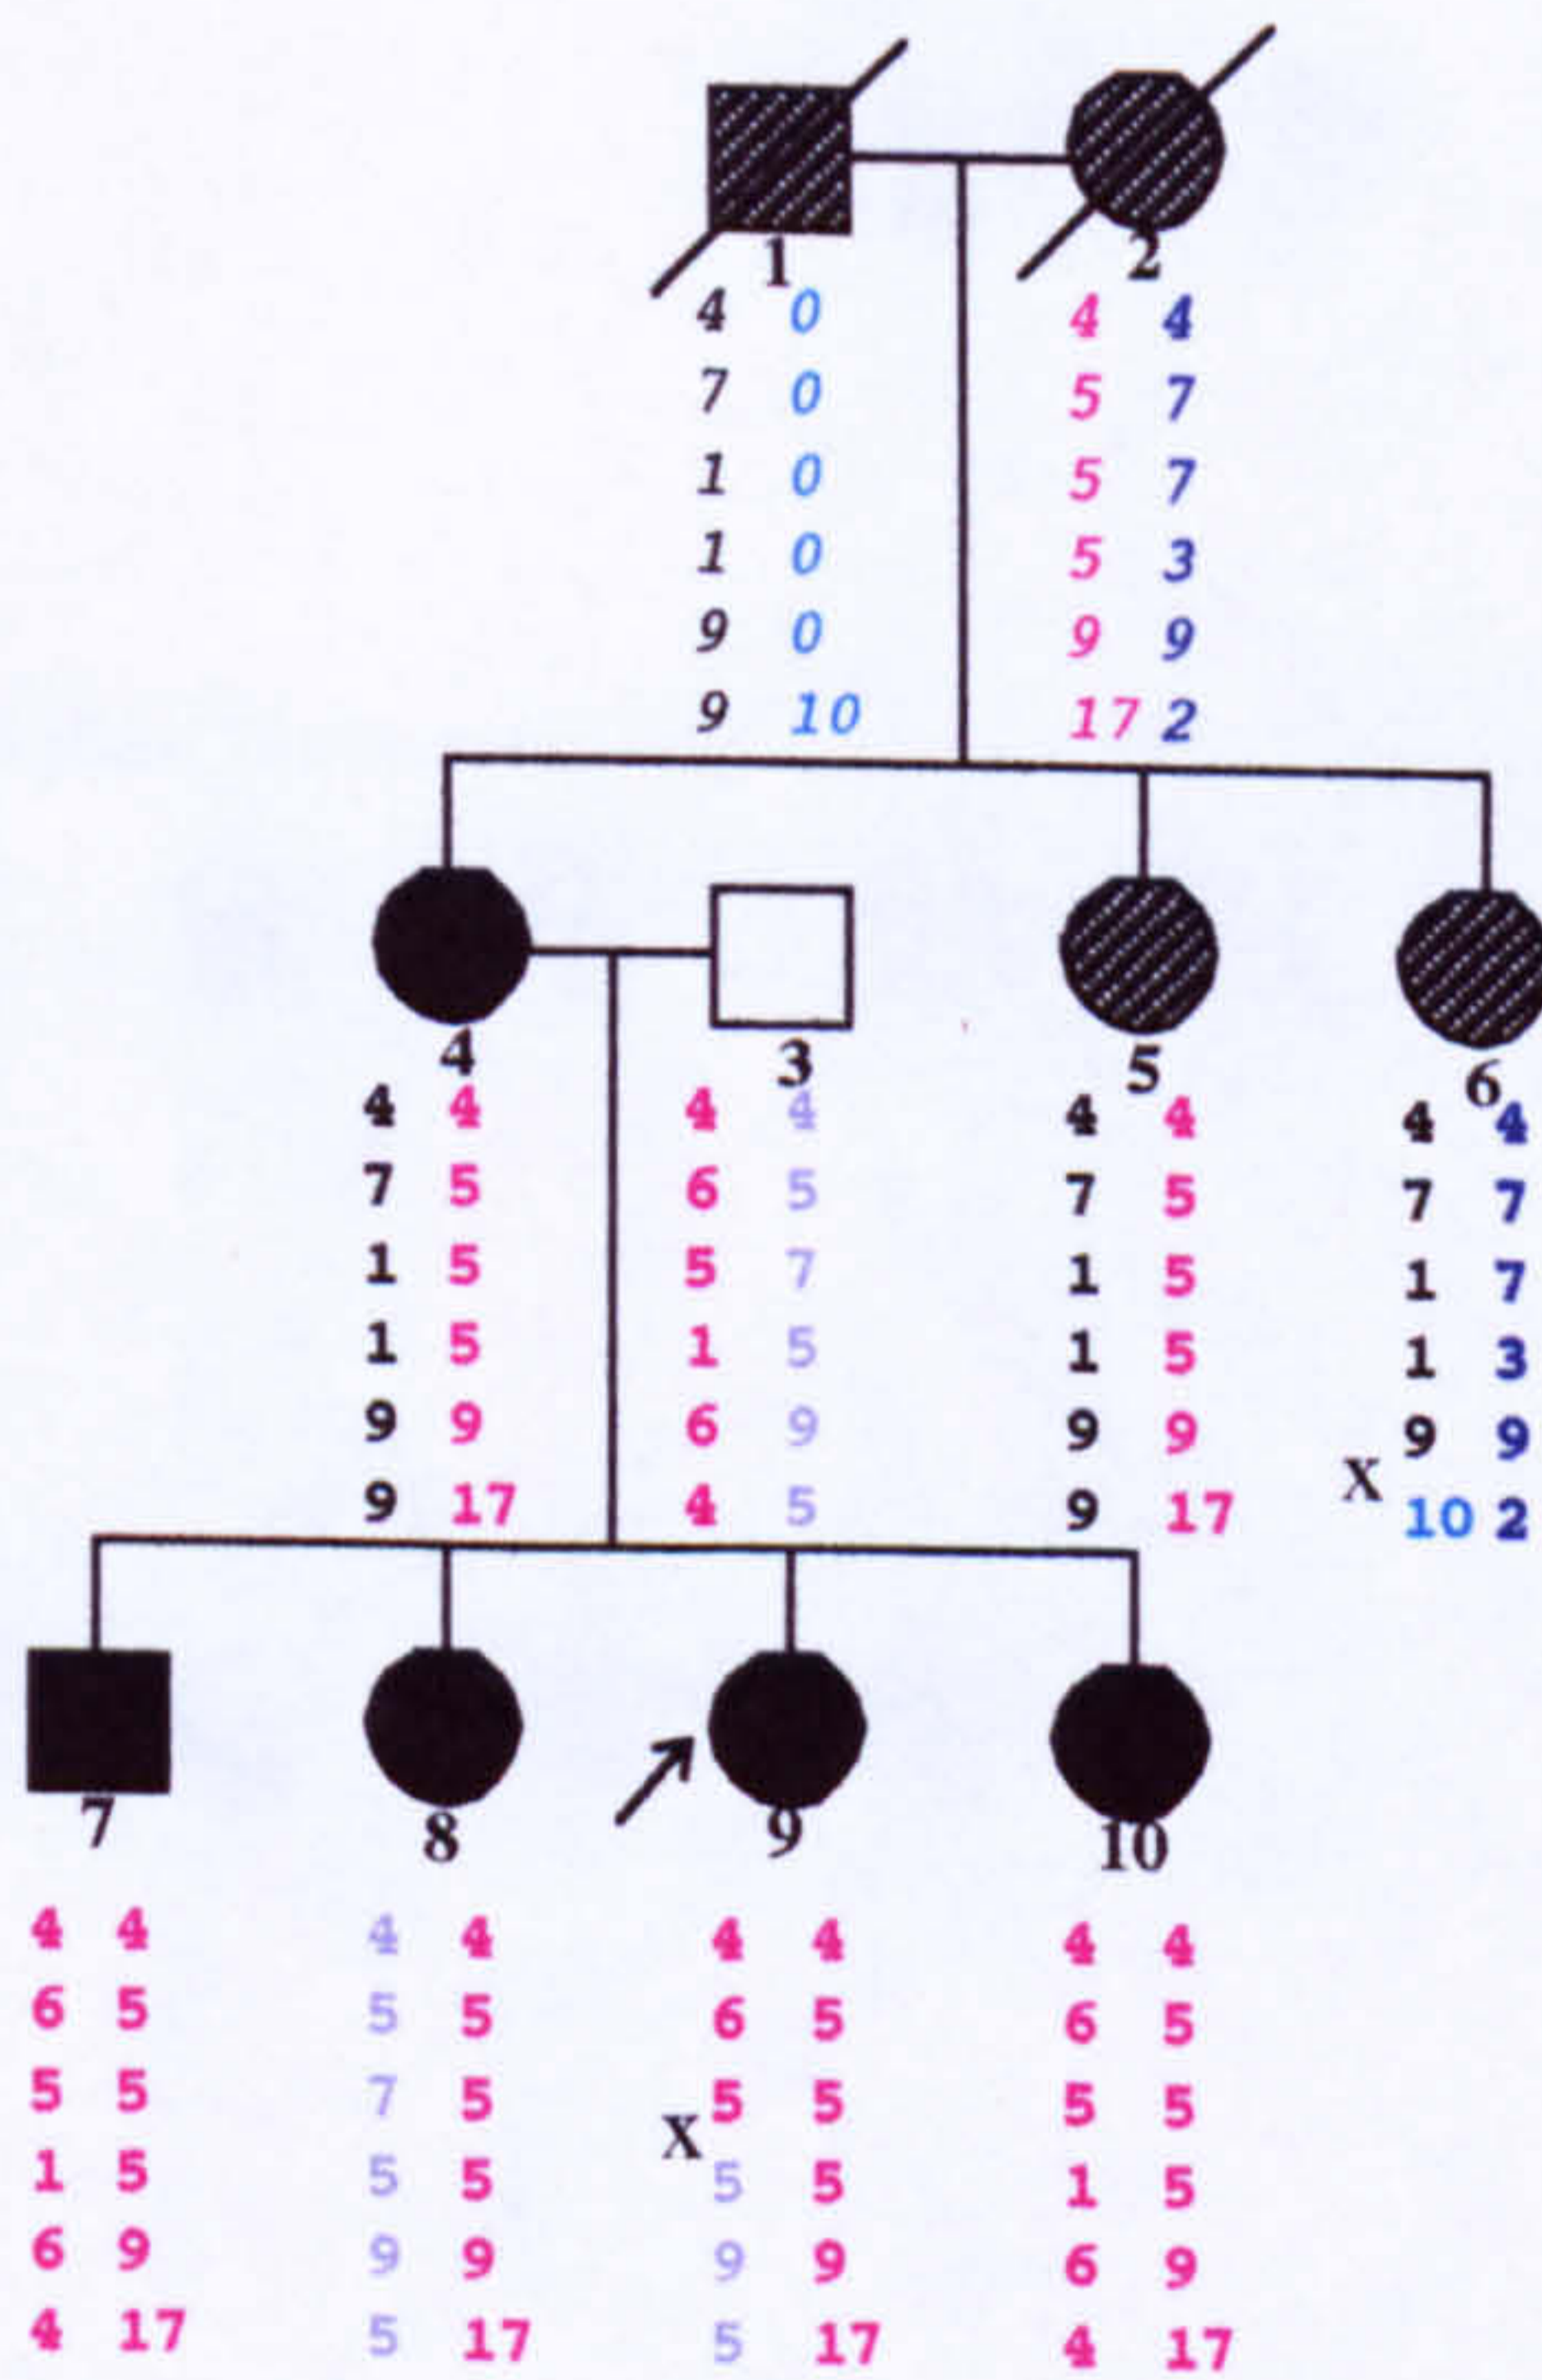 1 2
4 0 4 4
7 0 5 7
1 0 5 7
1 0 5 3
9 0 9 9
9 10 17 2
4 3 5 6
4 4 4 4 4 4 4 4
7 5 6 5 7 5 7 7
1 5 5 7 1 5 1 7
1 5 1 5 1 5 1 3
9 9 6 9 9 9 9 9
X
9 17 4 5 9 17 10 2
7 8 9 10
4 4 4 4 4 4 4 4
6 5 5 5 6 5 6 5
5 5 7 5 5 5 5 5
X
1 5 5 5 5 5 1 5
6 9 9 9 9 9 6 9
4 17 5 17 5 17 4 17